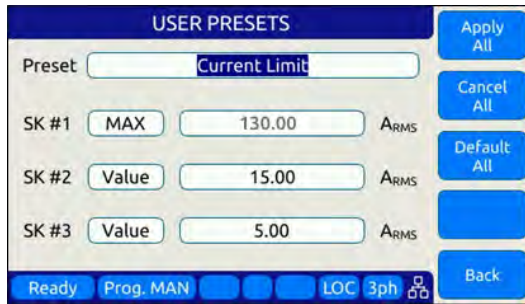 USER PRESETS
Preset Current Limit
SK #1 MAX 130.00 ARMS
SK #2 Value 15.00 ARMS
SK #3 Value 5.00 ARMS
Apply
All
Cancel
All
Default
All
Back
Ready Prog. MAN LOC 3ph